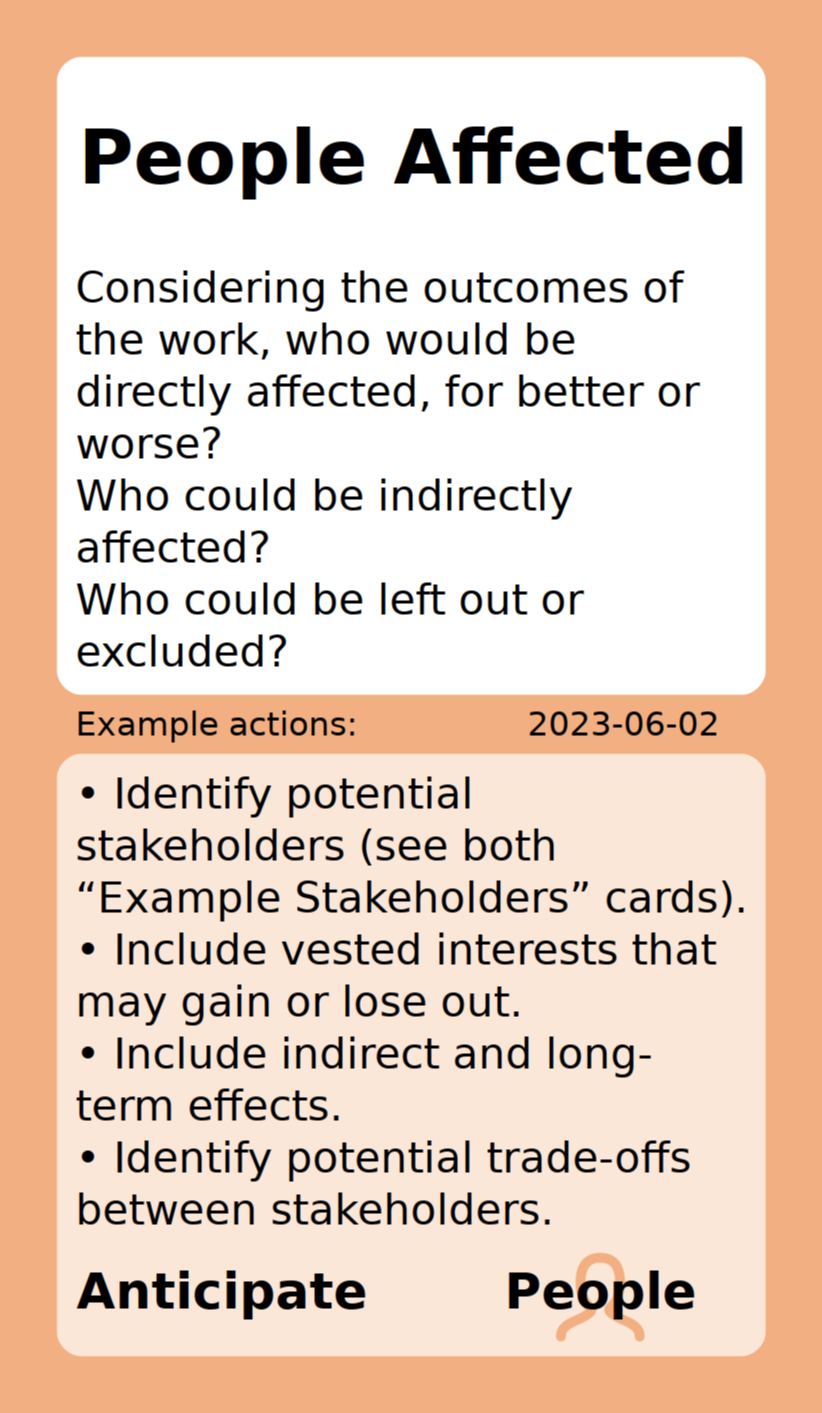 People Affected
Considering the outcomes of
the work, who would be
directly affected, for better or
worse?
Who could be indirectly
affected?
Who could be left out or
excluded?
Example actions: 2023-06-02
• Identify potential
stakeholders (see both
“Example Stakeholders” cards).
• Include vested interests that
may gain or lose out.
• Include indirect and long-
term effects.
• Identify potential trade-offs
between stakeholders.
Anticipate People